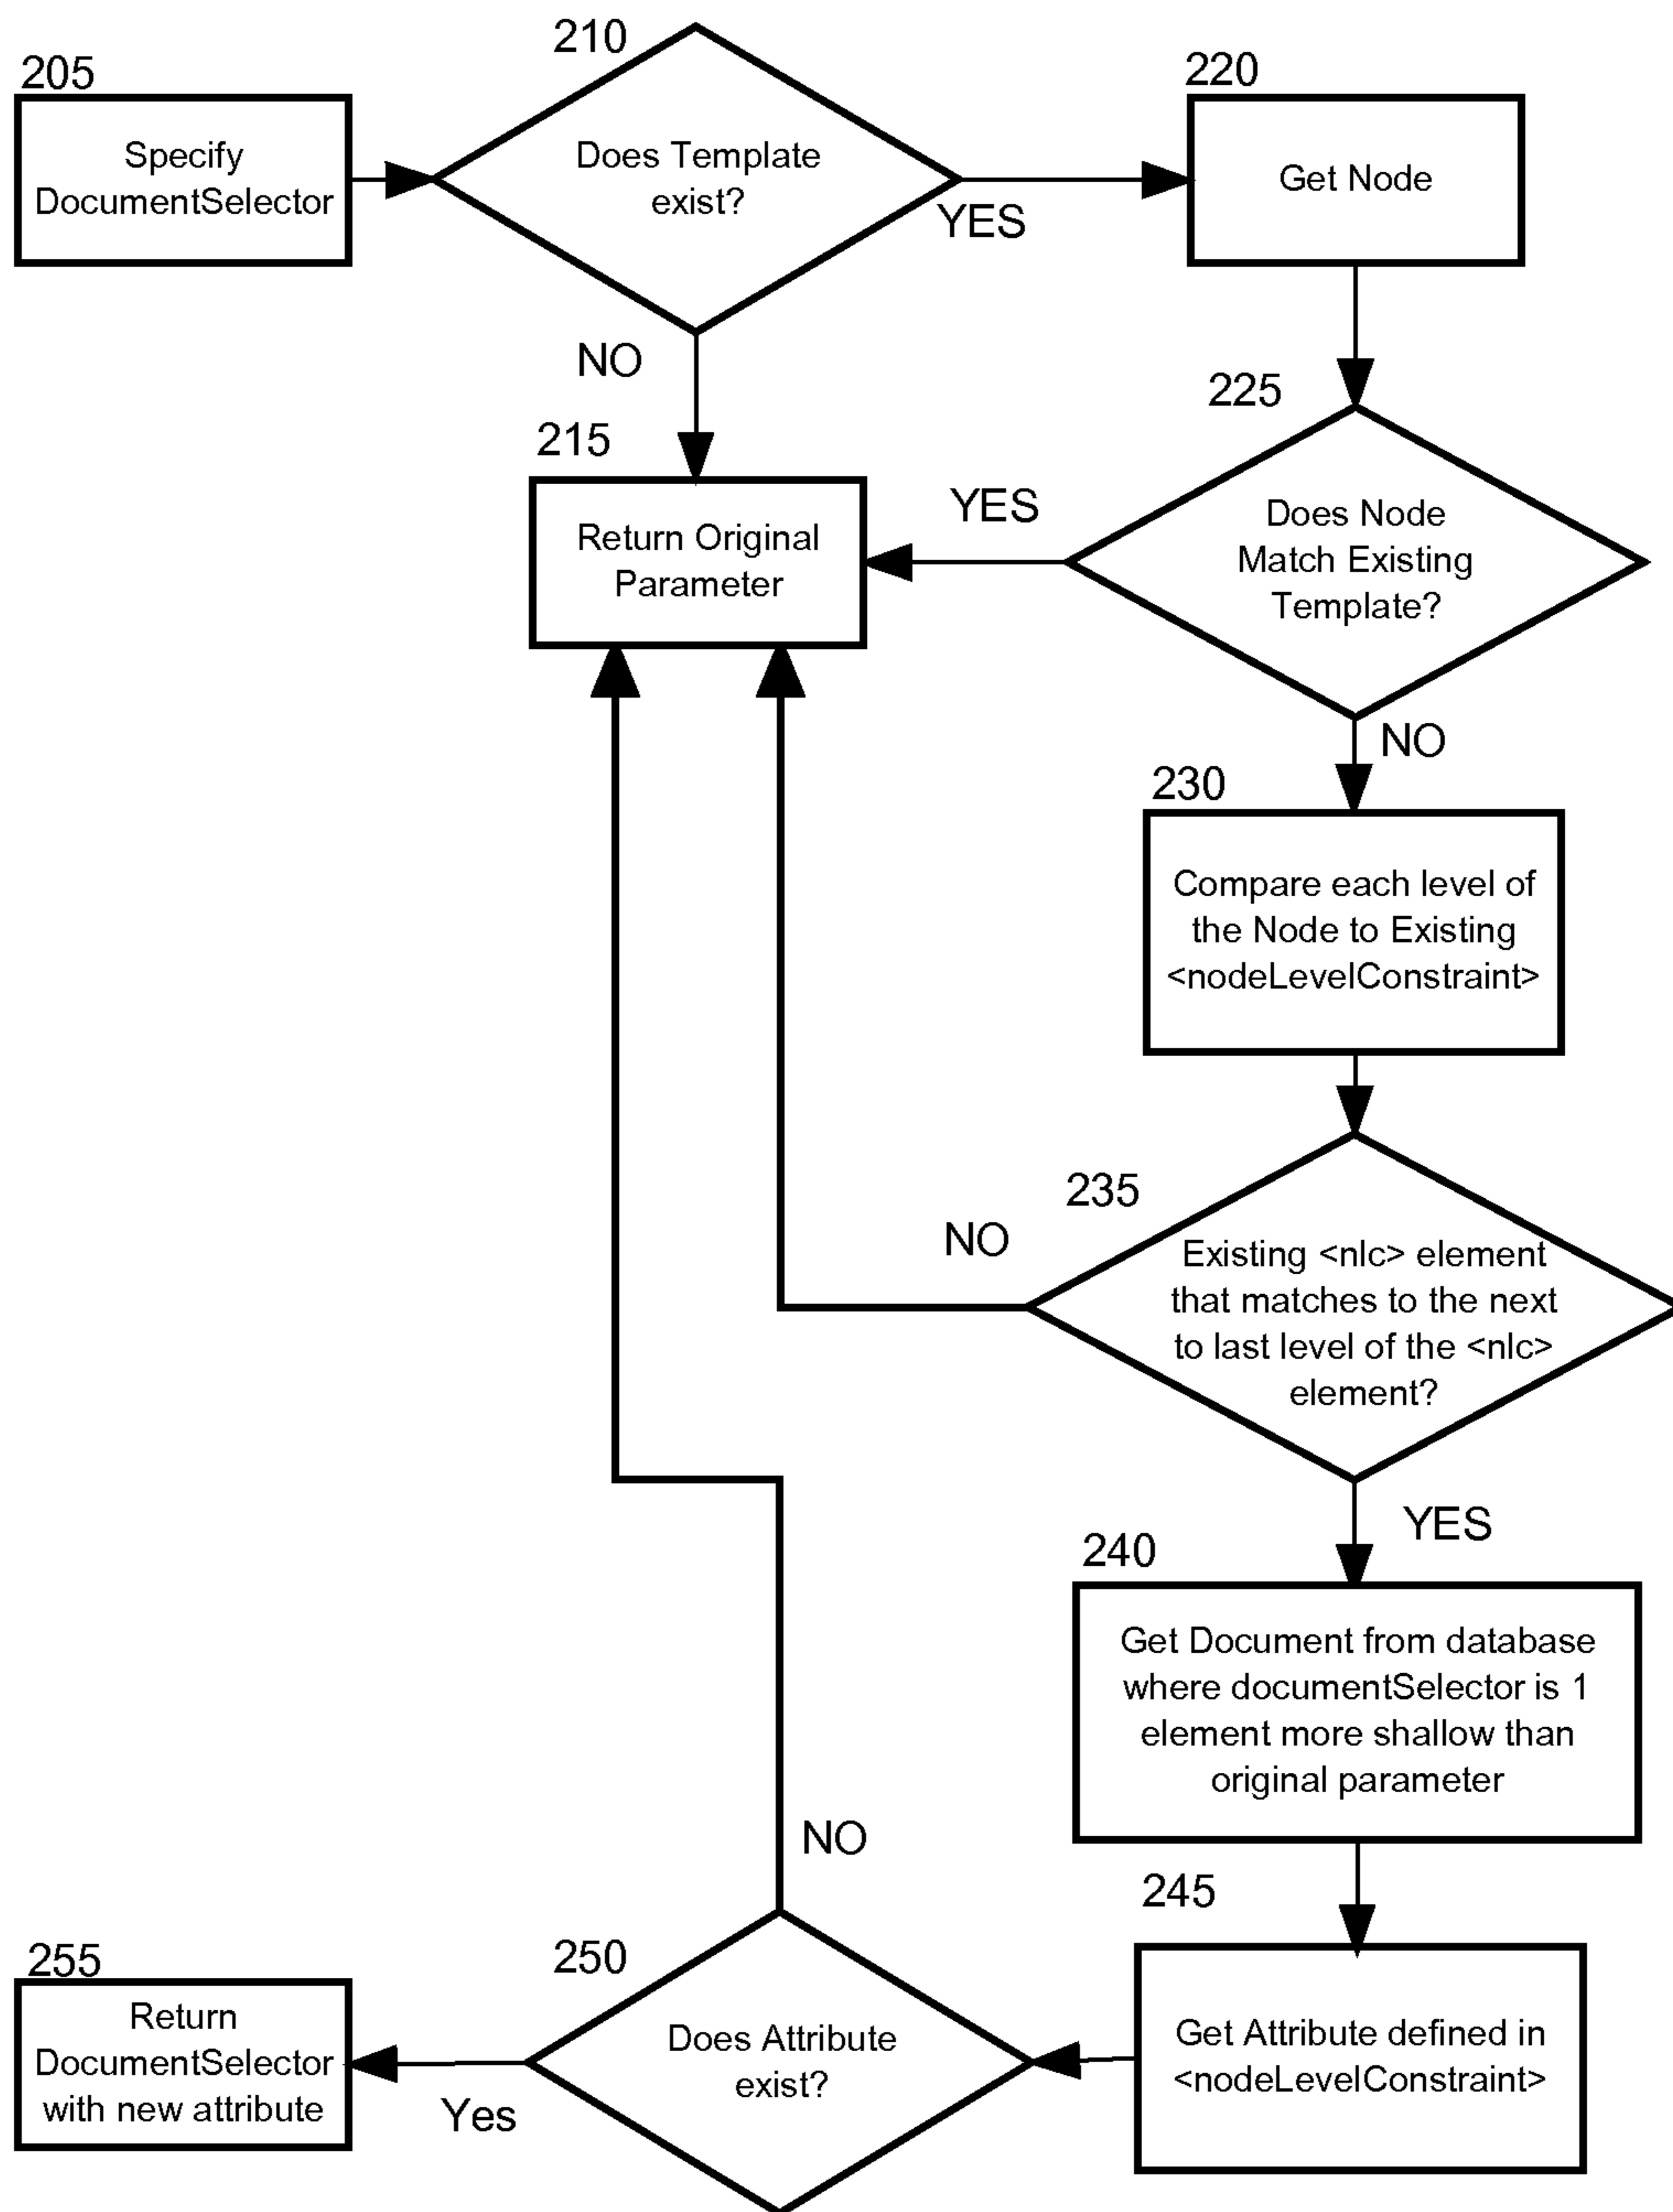 205
Specify
DocumentSelector
210
Does Template
exist?
YES
NO
220
Get Node
215
Return Original
Parameter
225
Does Node
Match Existing
Template?
YES
NO
230
Compare each level of
the Node to Existing
<nodeLevelConstraint>
235
Existing <nlc> element
that matches to the next
to last level of the <nlc>
element?
NO
YES
240
Get Document from database
where documentSelector is 1
element more shallow than
original parameter
245
Get Attribute defined in
<nodeLevelConstraint>
250
Does Attribute
exist?
NO
Yes
255
Return
DocumentSelector
with new attribute